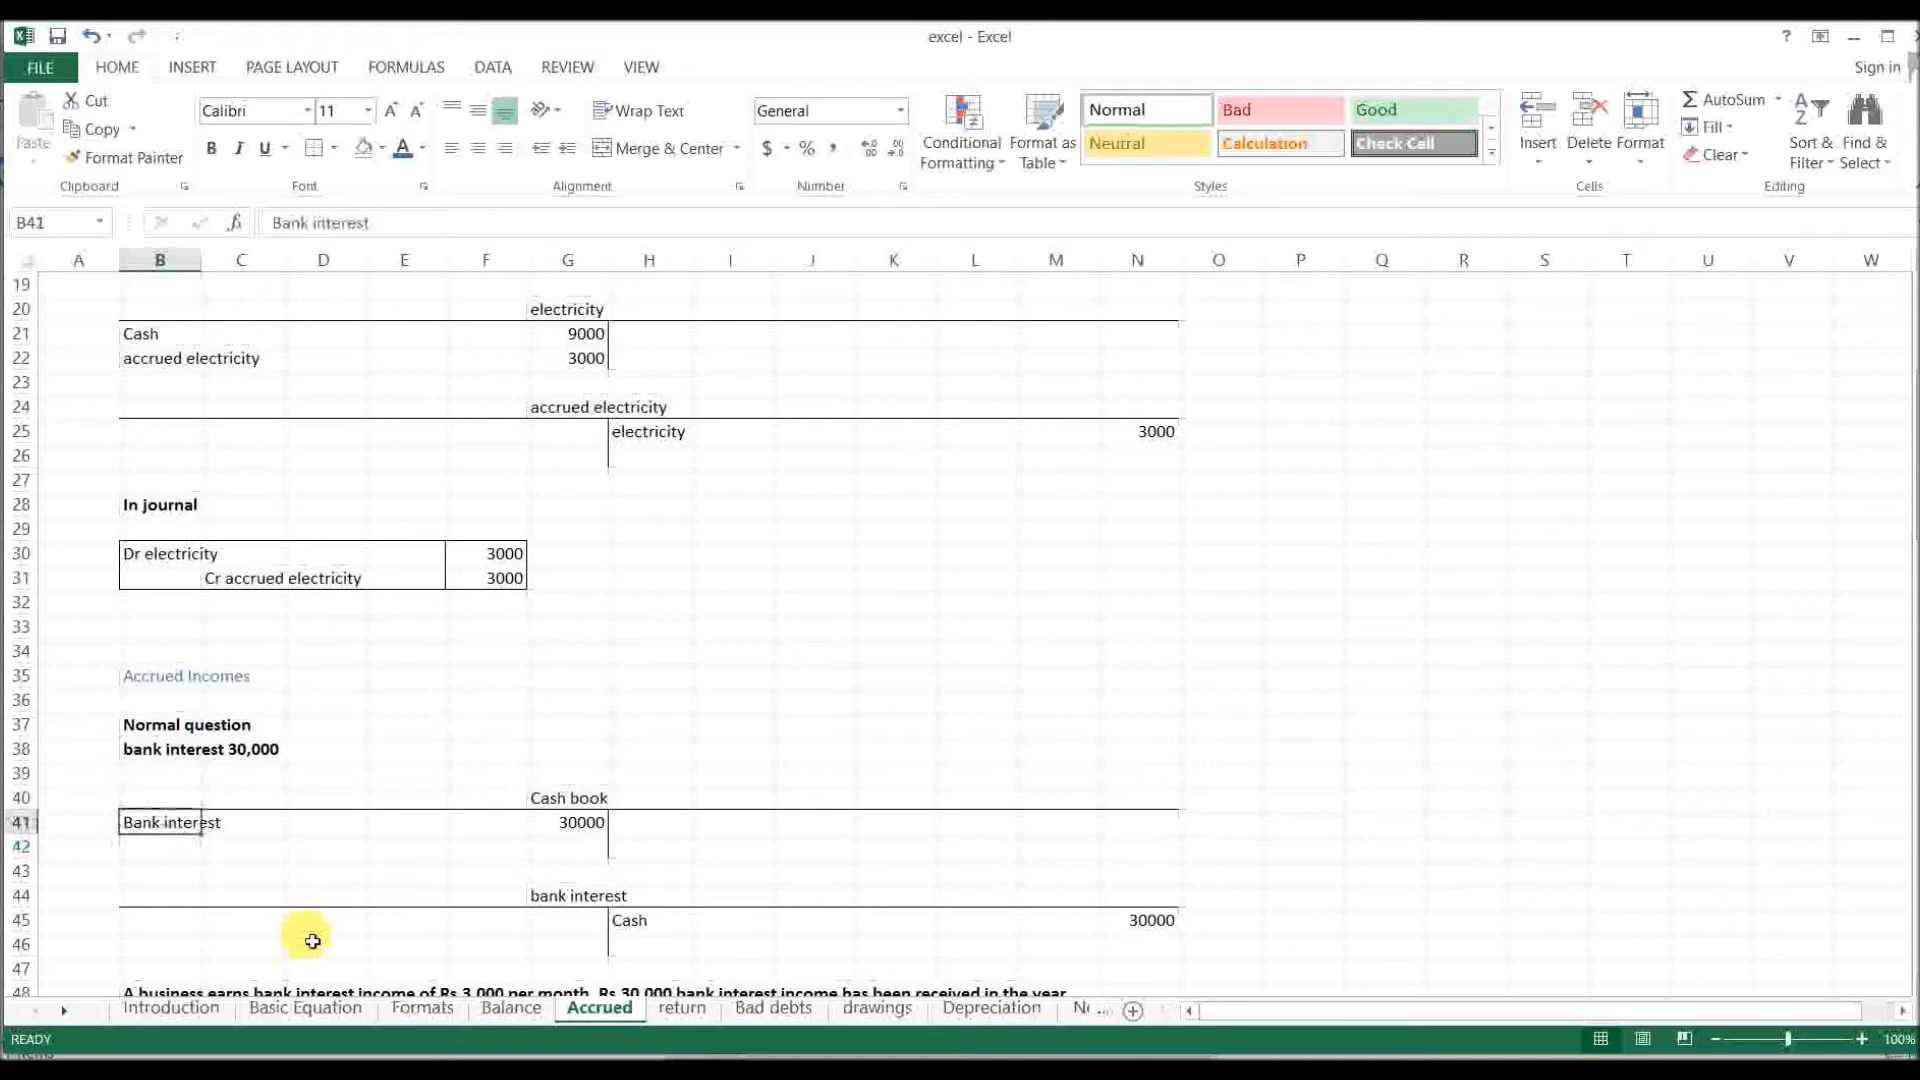 excel - Excel
?
FILE HOME INSERT PAGE LAYOUT FORMULAS DATA REVIEW VIEW Sign in
Paste
Cut
Copy
Format Painter
Clipboard
Calibri 11
B I U
Font
Wrap Text
Merge & Center
Alignment
General
$ % ,
Number
Conditional Formatting
Format as Table
Normal Bad Good
Neutral Calculation Check Cell
Styles
Insert Delete Format
Cells
AutoSum
Fill
Clear
Sort & Filter
Find & Select
Editing
B41 fx Bank interest
A B C D E F G H I J K L M N O P Q R S T U V W
19
20 electricity
21 Cash 9000
22 accrued electricity 3000
23
24 accrued electricity
25 electricity 3000
26
27
28 In journal
29
30 Dr electricity 3000
31 Cr accrued electricity 3000
32
33
34
35 Accrued Incomes
36
37 Normal question
38 bank interest 30,000
39
40 Cash book
41 Bank interest 30000
42
43
44 bank interest
45 Cash 30000
46
47
48 A business earns bank interest income of Rs 3,000 per month. Rs 30,000 bank interest income has been received in the year
Introduction Basic Equation Formats Balance Accrued return Bad debts drawings Depreciation ...
READY 100%